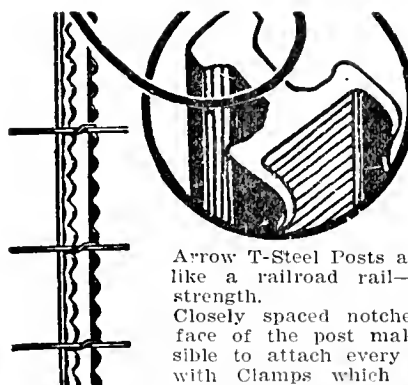 Arrow T-Steel Posts a
like a railroad rail—
strength.
Closely spaced notche
face of the post mak
sible to attach every
with Clamps which